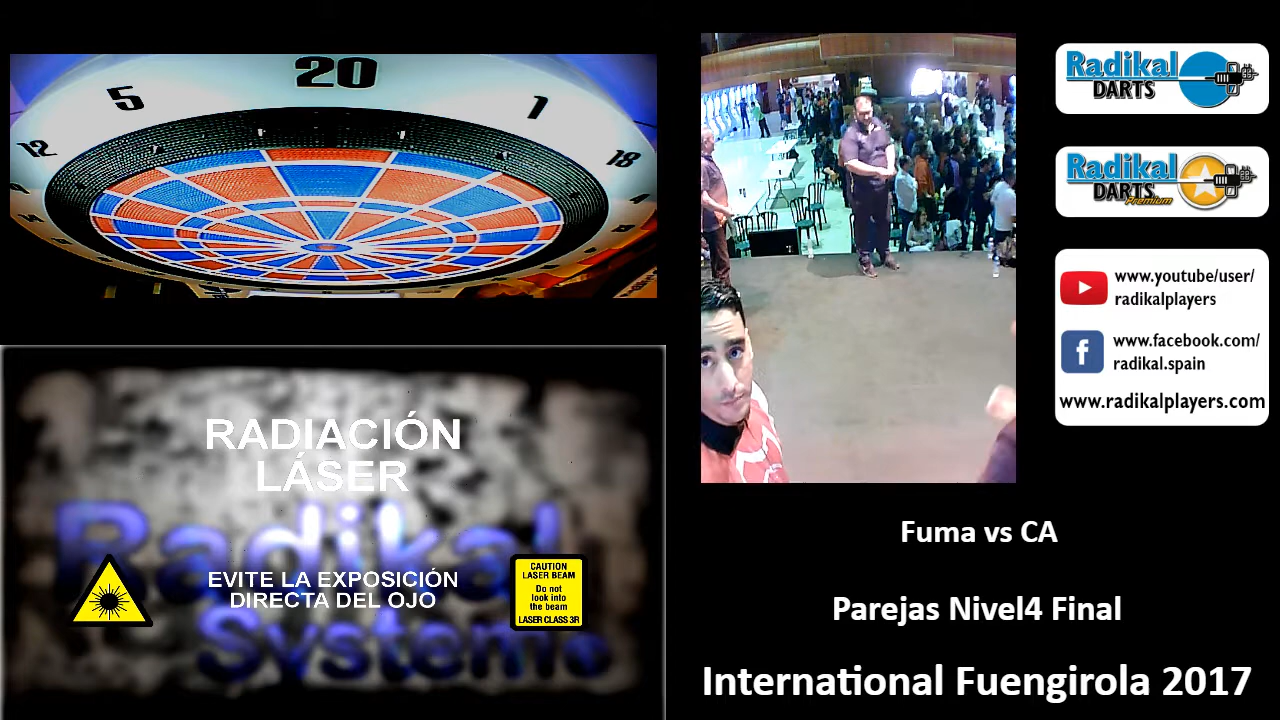 20
5
1
12
18
4
RADIACIÓN
LÁSER
Radikal
Systems
EVITE LA EXPOSICIÓN
DIRECTA DEL OJO
CAUTION
LASER BEAM
Do not
look into
the beam
LASER CLASS 3R
Radikal
DARTS
Radikal
DARTS
Premium
www.youtube/user/
radikalplayers
www.facebook.com/
radikal.spain
www.radikalplayers.com
Fuma vs CA
Parejas Nivel4 Final
International Fuengirola 2017